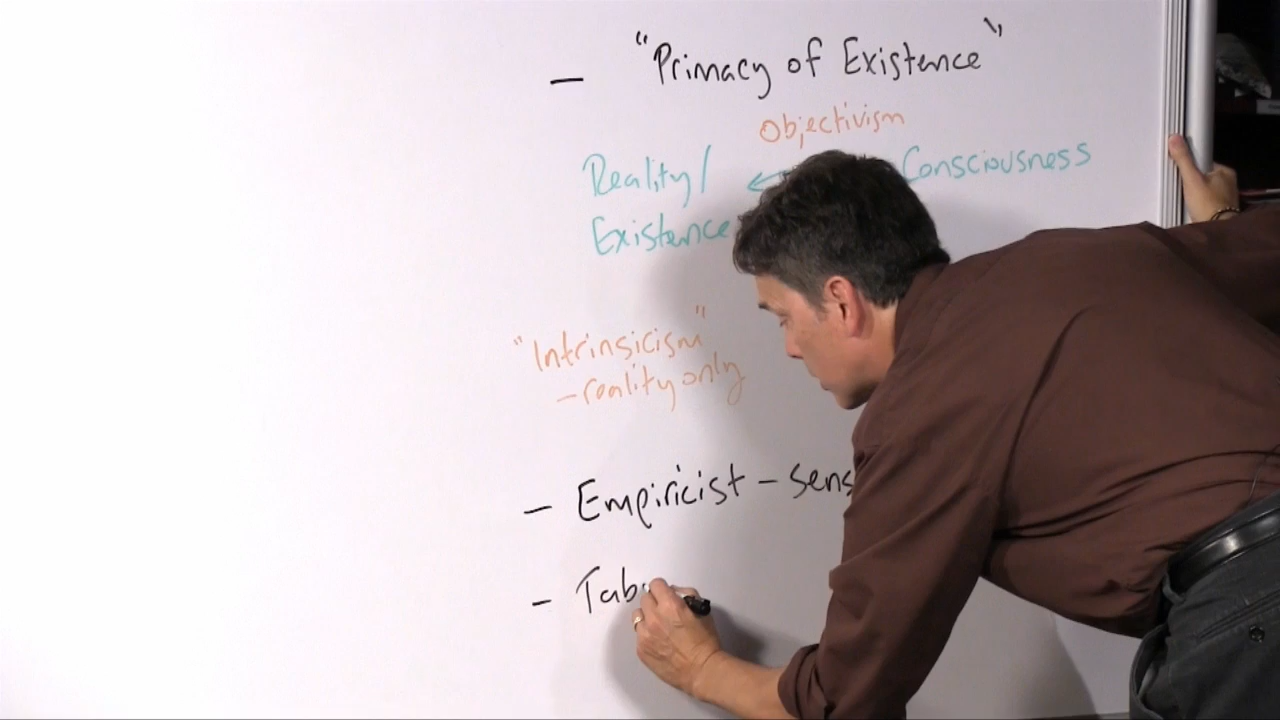 — "Primacy of Existence"
Objectivism
Reality/ ← Consciousness
Existence
"Intrinsicism"
– reality only
– Empiricist – sens
– Tab